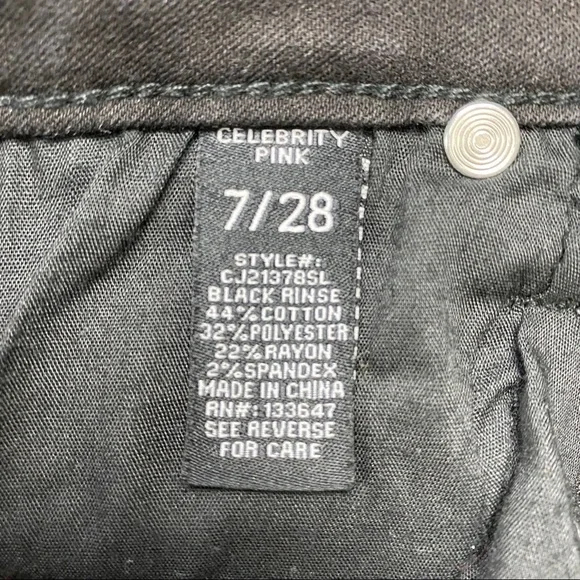 CELEBRITY
PINK
7/28
STYLE#:
CJ21378SL
BLACK RINSE
44%COTTON
32%POLYESTER
22%RAYON
2%SPANDEX
MADE IN CHINA
RN#:133647
SEE REVERSE
FOR CARE